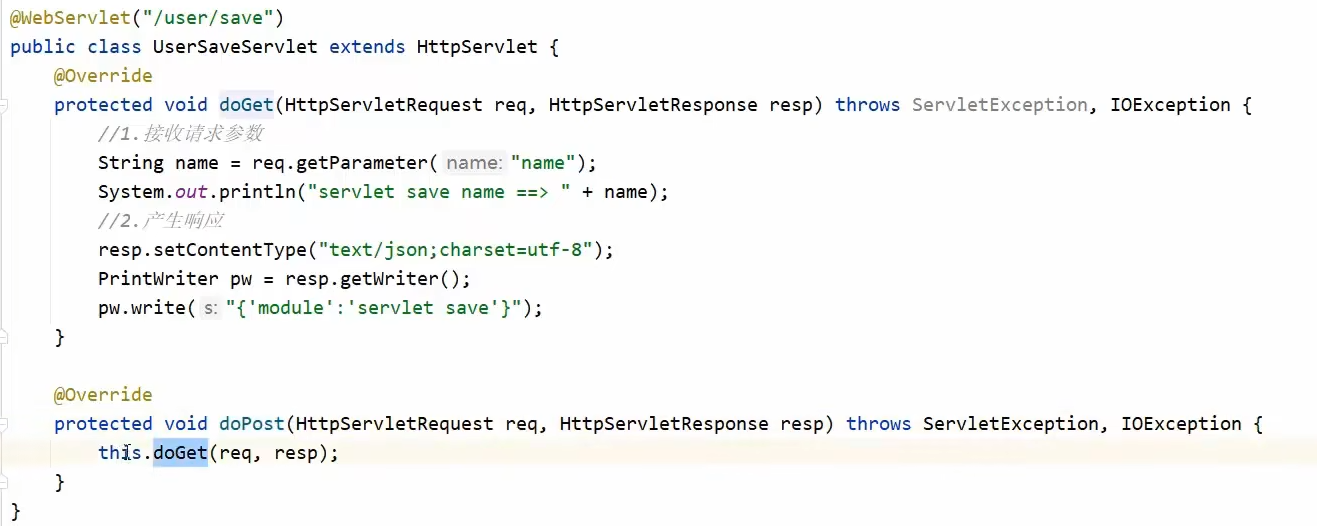 @WebServlet("/user/save")
public class UserSaveServlet extends HttpServlet {
    @Override
    protected void doGet(HttpServletRequest req, HttpServletResponse resp) throws ServletException, IOException {
        //1.接收请求参数
        String name = req.getParameter( name: "name");
        System.out.println("servlet save name ==> " + name);
        //2.产生响应
        resp.setContentType("text/json;charset=utf-8");
        PrintWriter pw = resp.getWriter();
        pw.write( s: "{'module':'servlet save'}");
    }
    @Override
    protected void doPost(HttpServletRequest req, HttpServletResponse resp) throws ServletException, IOException {
        this.doGet(req, resp);
    }
}